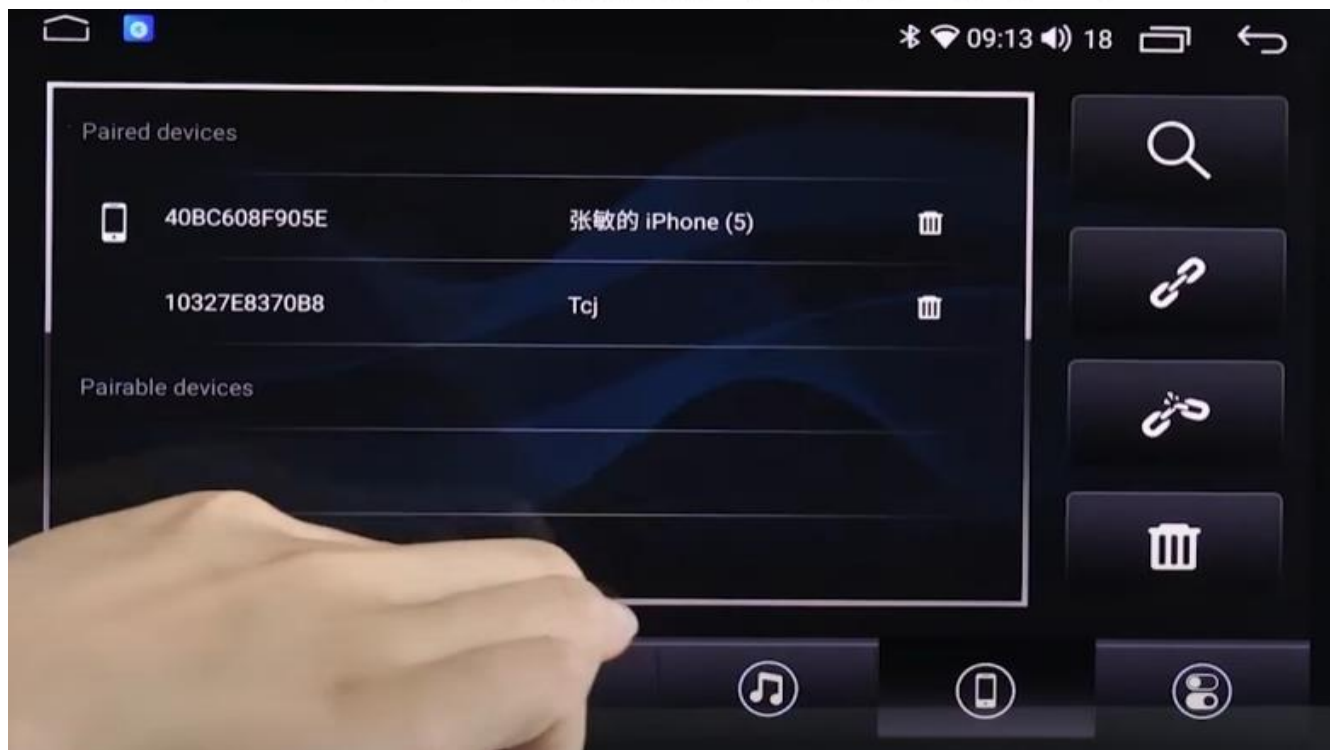 09:13 18
Paired devices
40BC608F905E 张敏的 iPhone (5)
10327E8370B8 Tcj
Pairable devices